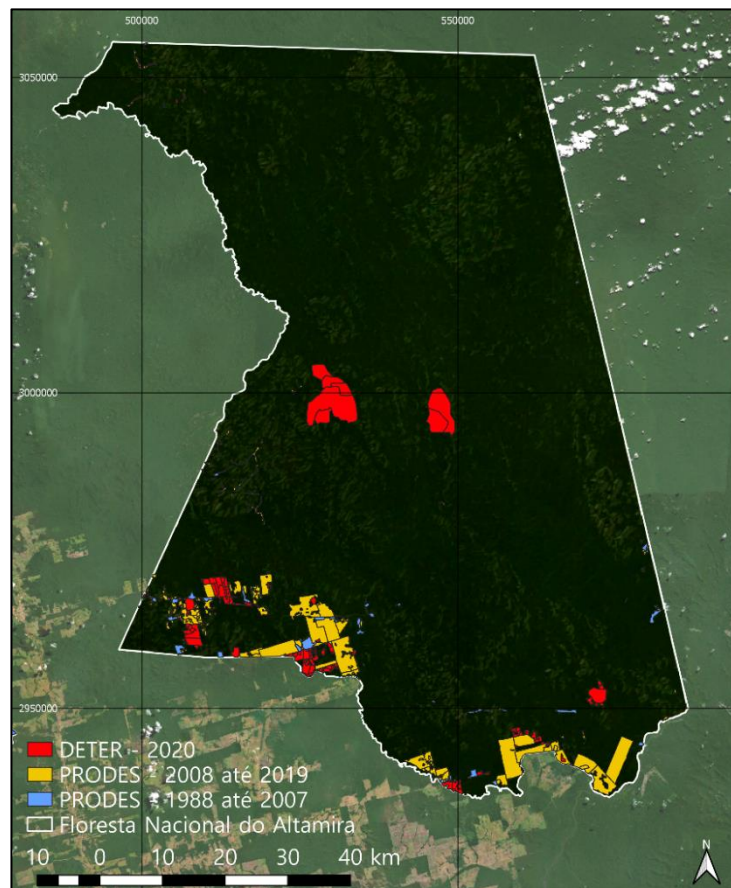 500000 550000
3050000
3000000
2950000
DETER - 2020
PRODES - 2008 até 2019
PRODES - 1988 até 2007
Floresta Nacional do Altamira
10 0 10 20 30 40 km
N